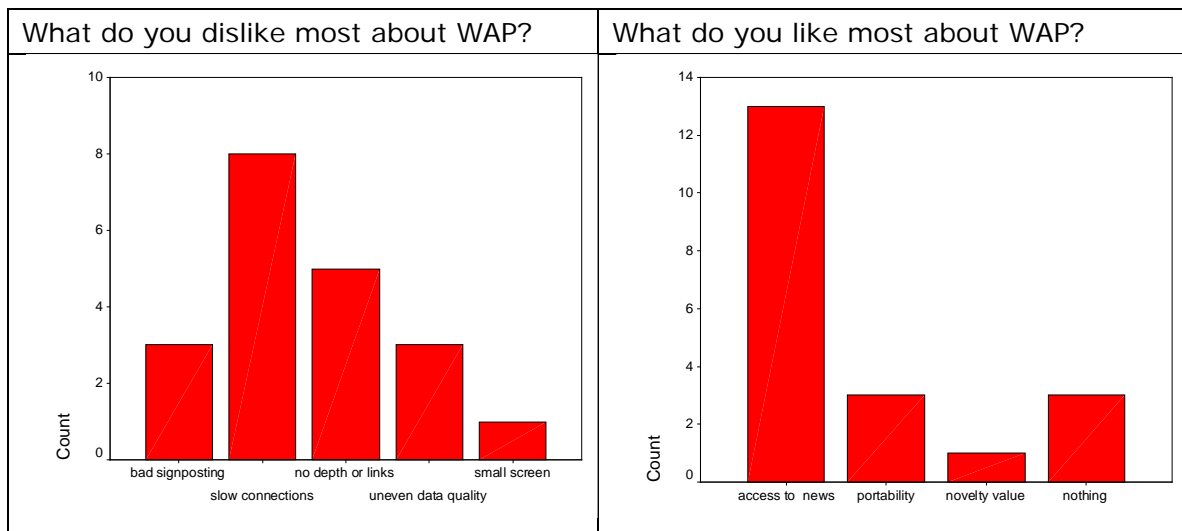 What do you dislike most about WAP?
10
8
6
4
2
0
Count
bad signposting
slow connections
no depth or links
uneven data quality
small screen
What do you like most about WAP?
14
12
10
8
6
4
2
0
Count
access to news
portability
novelty value
nothing